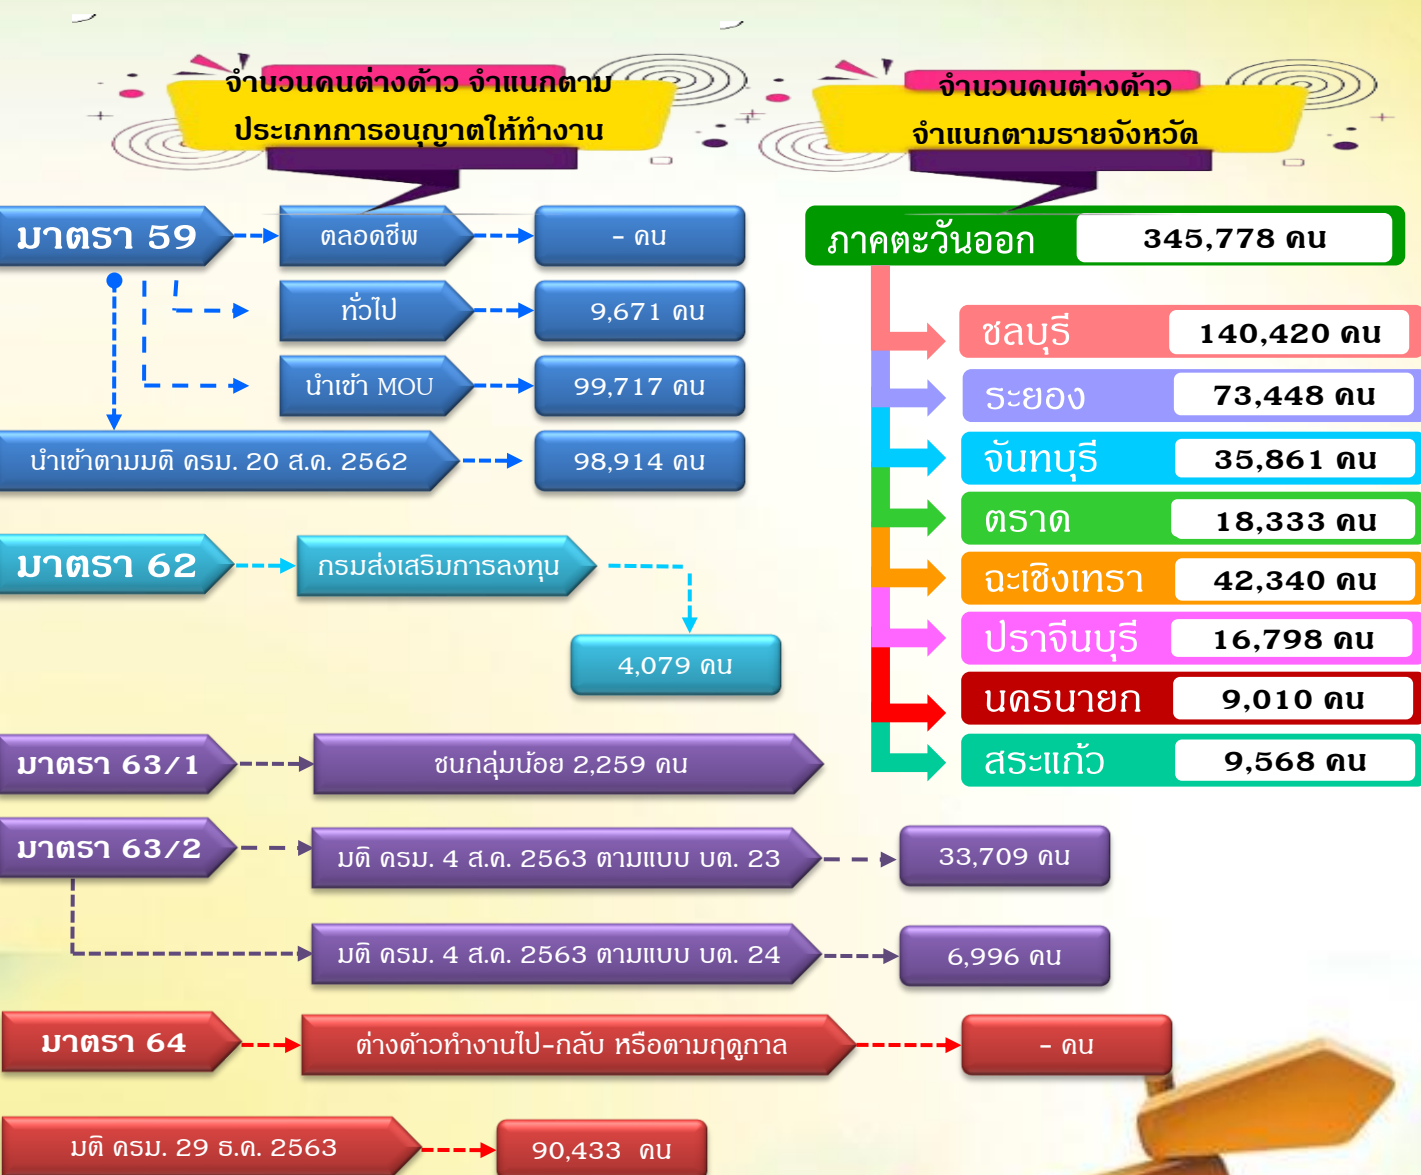 จำนวนคนต่างด้าว จำแนกตาม
ประเภทการอนุญาตให้ทำงาน
มาตรา 59
ตลอดชีพ
- คน
ทั่วไป
9,671 คน
นำเข้า MOU
99,717 คน
นำเข้าตามมติ ครม. 20 ส.ค. 2562
98,914 คน
มาตรา 62
กรมส่งเสริมการลงทุน
4,079 คน
มาตรา 63/1
ชนกลุ่มน้อย 2,259 คน
มาตรา 63/2
มติ ครม. 4 ส.ค. 2563 ตามแบบ บต. 23
33,709 คน
มติ ครม. 4 ส.ค. 2563 ตามแบบ บต. 24
6,996 คน
มาตรา 64
ต่างด้าวทำงานไป-กลับ หรือตามฤดูกาล
- คน
มติ ครม. 29 ธ.ค. 2563
90,433 คน
จำนวนคนต่างด้าว
จำแนกตามรายจังหวัด
ภาคตะวันออก 345,778 คน
ชลบุรี 140,420 คน
ระยอง 73,448 คน
จันทบุรี 35,861 คน
ตราด 18,333 คน
ฉะเชิงเทรา 42,340 คน
ปราจีนบุรี 16,798 คน
นครนายก 9,010 คน
สระแก้ว 9,568 คน